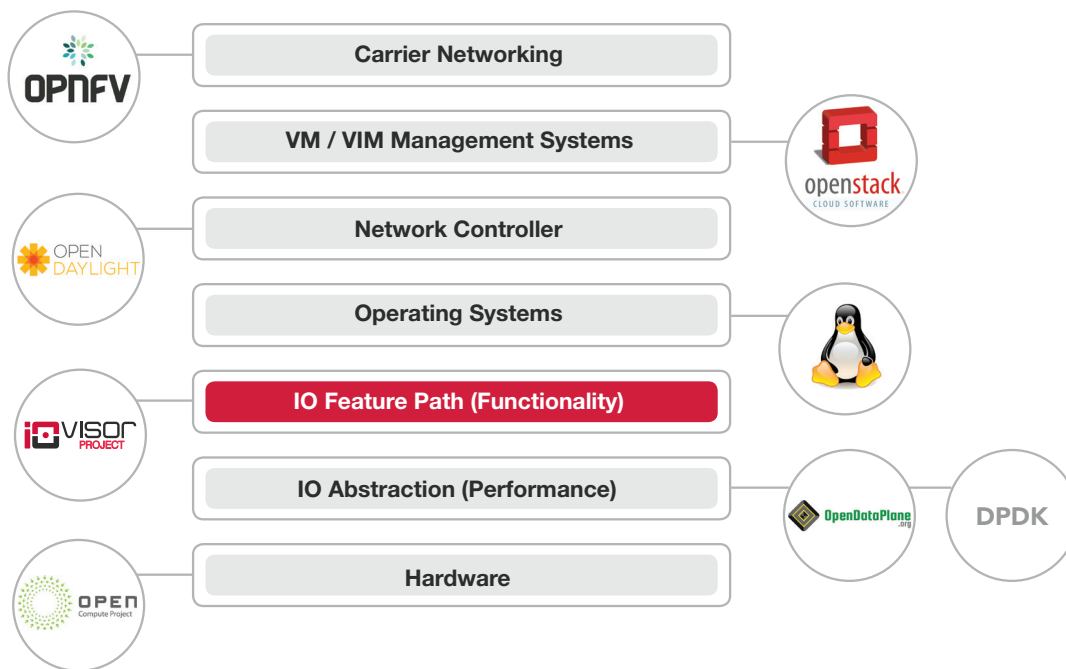 OPNFV
Carrier Networking
VM / VIM Management Systems
openstack
CLOUD SOFTWARE
Network Controller
OPEN
DAYLIGHT
Operating Systems
IO Feature Path (Functionality)
iO VISOR
PROJECT
IO Abstraction (Performance)
OpenDataPlane
.org
DPDK
Hardware
OPEN
Compute Project